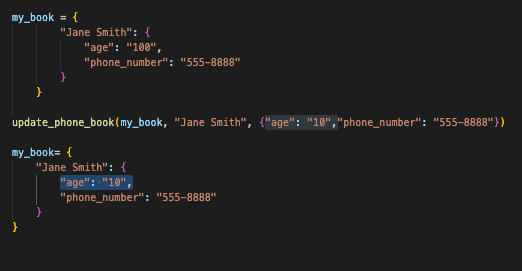 my_book = {
"Jane Smith": {
"age": "100",
"phone_number": "555-8888"
}
}
update_phone_book(my_book, "Jane Smith", {"age": "10","phone_number": "555-8888"})
my_book= {
"Jane Smith": {
"age": "10",
"phone_number": "555-8888"
}
}